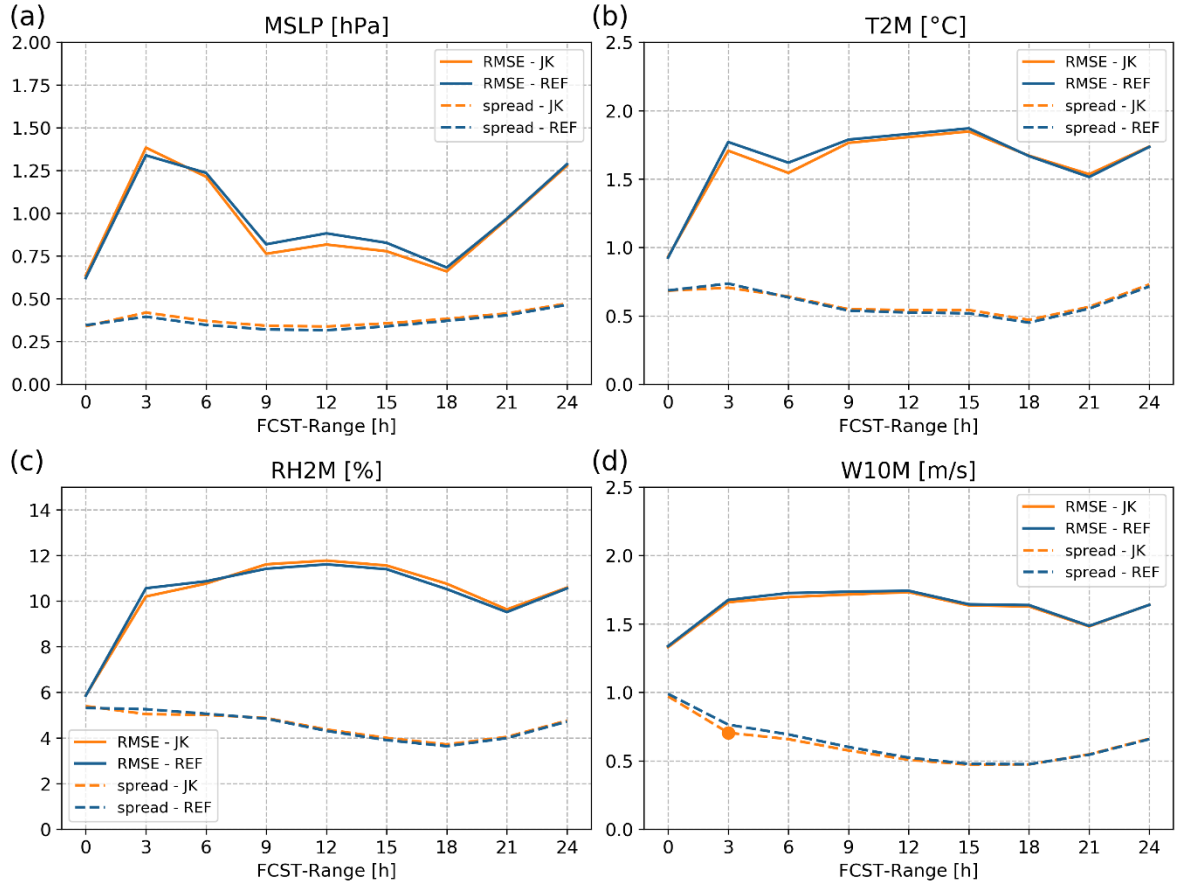 (a)
MSLP [hPa]
2.00
1.75
1.50
1.25
1.00
0.75
0.50
0.25
0.00
RMSE - JK
RMSE - REF
spread - JK
spread - REF
0 3 6 9 12 15 18 21 24
FCST-Range [h]
(b)
T2M [°C]
2.5
2.0
1.5
1.0
0.5
0.0
RMSE - JK
RMSE - REF
spread - JK
spread - REF
0 3 6 9 12 15 18 21 24
FCST-Range [h]
(c)
RH2M [%]
14
12
10
8
6
4
2
0
RMSE - JK
RMSE - REF
spread - JK
spread - REF
0 3 6 9 12 15 18 21 24
FCST-Range [h]
(d)
W10M [m/s]
2.5
2.0
1.5
1.0
0.5
0.0
RMSE - JK
RMSE - REF
spread - JK
spread - REF
0 3 6 9 12 15 18 21 24
FCST-Range [h]